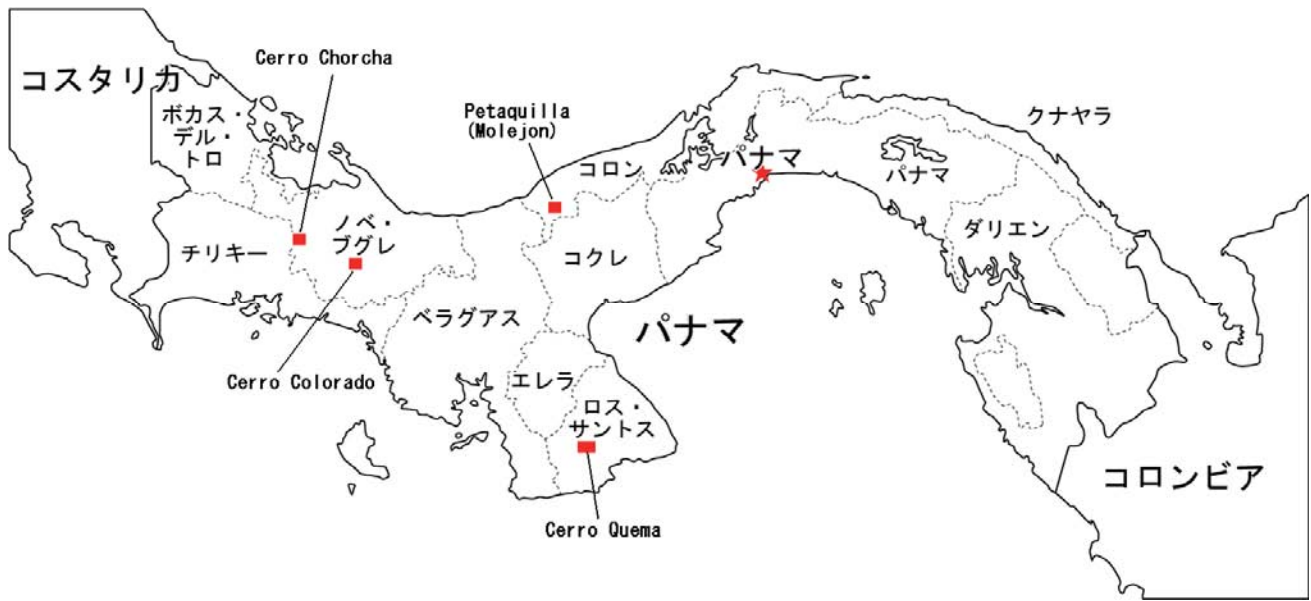 Cerro Chorcha
コスタリカ
ボカス・
デル・
トロ
Petaquilla
(Molejon)
クナヤラ
コロン
パナマ
パナマ
ノベ・
ブグレ
チリキー
コクレ
ダリエン
ベラグアス
パナマ
Cerro Colorado
エレラ
ロス・
サントス
コロンビア
Cerro Quema